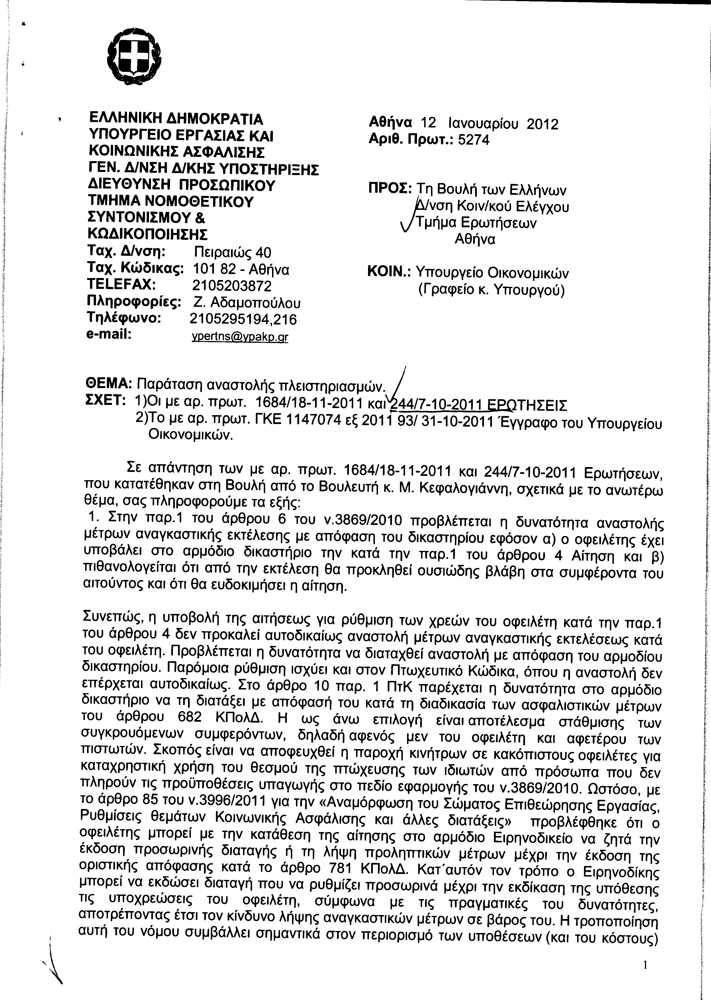 ΕΛΛΗΝΙΚΗ ΔΗΜΟΚΡΑΤΙΑ
ΥΠΟΥΡΓΕΙΟ ΕΡΓΑΣΙΑΣ ΚΑΙ
ΚΟΙΝΩΝΙΚΗΣ ΑΣΦΑΛΙΣΗΣ
ΓΕΝ. Δ/ΝΣΗ Δ/ΚΗΣ ΥΠΟΣΤΗΡΙΞΗΣ
ΔΙΕΥΘΥΝΣΗ ΠΡΟΣΩΠΙΚΟΥ
ΤΜΗΜΑ ΝΟΜΟΘΕΤΙΚΟΥ
ΣΥΝΤΟΝΙΣΜΟΥ &
ΚΩΔΙΚΟΠΟΙΗΣΗΣ
Ταχ. Δ/νση: Πειραιώς 40
Ταχ. Κώδικας: 101 82 - Αθήνα
TELEFAX: 2105203872
Πληροφορίες: Ζ. Αδαμοπούλου
Τηλέφωνο: 2105295194,216
e-mail: ypertns@ypakp.gr
Αθήνα 12 Ιανουαρίου 2012
Αριθ. Πρωτ.: 5274
ΠΡΟΣ: Τη Βουλή των Ελλήνων
Δ/νση Κοιν/κού Ελέγχου
Τμήμα Ερωτήσεων
Αθήνα
ΚΟΙΝ.: Υπουργείο Οικονομικών
(Γραφείο κ. Υπουργού)
ΘΕΜΑ: Παράταση αναστολής πλειστηριασμών.
ΣΧΕΤ: 1)Οι με αρ. πρωτ. 1684/18-11-2011 και 244/7-10-2011 ΕΡΩΤΗΣΕΙΣ
2)Το με αρ. πρωτ. ΓΚΕ 1147074 εξ 2011 93/ 31-10-2011 Έγγραφο του Υπουργείου
Οικονομικών.
Σε απάντηση των με αρ. πρωτ. 1684/18-11-2011 και 244/7-10-2011 Ερωτήσεων,
που κατατέθηκαν στη Βουλή από το Βουλευτή κ. Μ. Κεφαλογιάννη, σχετικά με το ανωτέρω
θέμα, σας πληροφορούμε τα εξής:
1. Στην παρ.1 του άρθρου 6 του ν.3869/2010 προβλέπεται η δυνατότητα αναστολής
μέτρων αναγκαστικής εκτέλεσης με απόφαση του δικαστηρίου εφόσον α) ο οφειλέτης έχει
υποβάλει στο αρμόδιο δικαστήριο την κατά την παρ.1 του άρθρου 4 Αίτηση και β)
πιθανολογείται ότι από την εκτέλεση θα προκληθεί ουσιώδης βλάβη στα συμφέροντα του
αιτούντος και ότι θα ευδοκιμήσει η αίτηση.
Συνεπώς, η υποβολή της αιτήσεως για ρύθμιση των χρεών του οφειλέτη κατά την παρ.1
του άρθρου 4 δεν προκαλεί αυτοδικαίως αναστολή μέτρων αναγκαστικής εκτελέσεως κατά
του οφειλέτη. Προβλέπεται η δυνατότητα να διαταχθεί αναστολή με απόφαση του αρμοδίου
δικαστηρίου. Παρόμοια ρύθμιση ισχύει και στον Πτωχευτικό Κώδικα, όπου η αναστολή δεν
επέρχεται αυτοδικαίως. Στο άρθρο 10 παρ. 1 ΠτΚ παρέχεται η δυνατότητα στο αρμόδιο
δικαστήριο να τη διατάξει με απόφασή του κατά τη διαδικασία των ασφαλιστικών μέτρων
του άρθρου 682 ΚΠολΔ. Η ως άνω επιλογή είναι αποτέλεσμα στάθμισης των
συγκρουόμενων συμφερόντων, δηλαδή αφενός μεν του οφειλέτη και αφετέρου των
πιστωτών. Σκοπός είναι να αποφευχθεί η παροχή κινήτρων σε κακόπιστους οφειλέτες για
καταχρηστική χρήση του θεσμού της πτώχευσης των ιδιωτών από πρόσωπα που δεν
πληρούν τις προϋποθέσεις υπαγωγής στο πεδίο εφαρμογής του ν.3869/2010. Ωστόσο, με
το άρθρο 85 του ν.3996/2011 για την «Αναμόρφωση του Σώματος Επιθεώρησης Εργασίας,
Ρυθμίσεις θεμάτων Κοινωνικής Ασφάλισης και άλλες διατάξεις» προβλέφθηκε ότι ο
οφειλέτης μπορεί με την κατάθεση της αίτησης στο αρμόδιο Ειρηνοδικείο να ζητά την
έκδοση προσωρινής διαταγής ή τη λήψη προληπτικών μέτρων μέχρι την έκδοση της
οριστικής απόφασης κατά το άρθρο 781 ΚΠολΔ. Κατ΄αυτόν τον τρόπο ο Ειρηνοδίκης
μπορεί να εκδώσει διαταγή που να ρυθμίζει προσωρινά μέχρι την εκδίκαση της υπόθεσης
τις υποχρεώσεις του οφειλέτη, σύμφωνα με τις πραγματικές του δυνατότητες,
αποτρέποντας έτσι τον κίνδυνο λήψης αναγκαστικών μέτρων σε βάρος του. Η τροποποίηση
αυτή του νόμου συμβάλλει σημαντικά στον περιορισμό των υποθέσεων (και του κόστους)
1